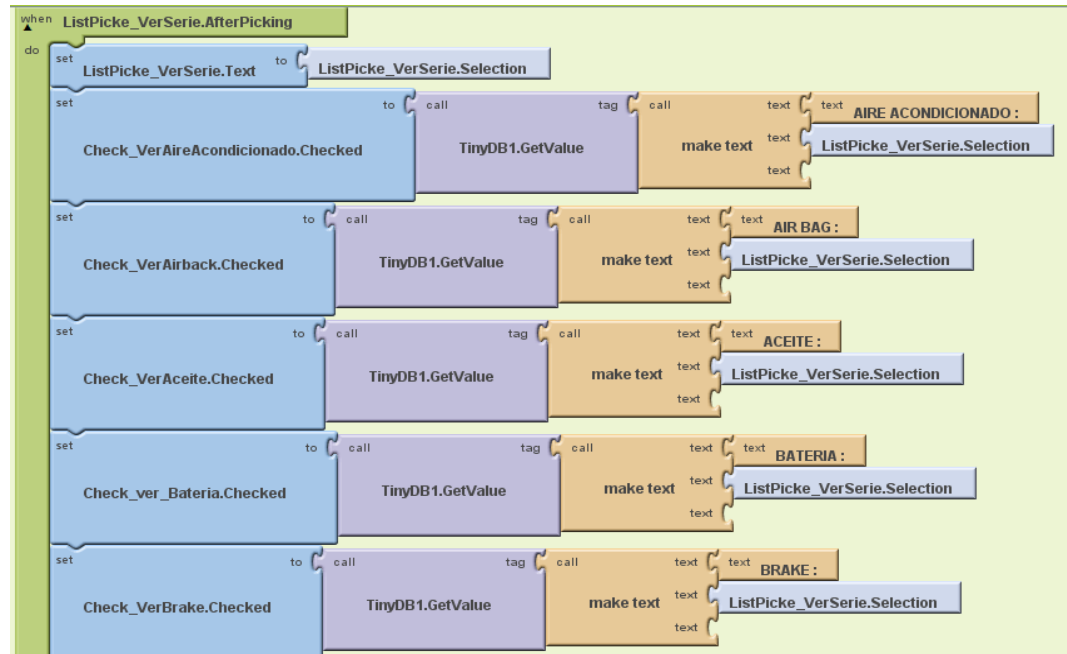 when ListPicke_VerSerie.AfterPicking
do
set ListPicke_VerSerie.Text to ListPicke_VerSerie.Selection
set to call tag call text text AIRE ACONDICIONADO :
Check_VerAireAcondicionado.Checked TinyDB1.GetValue make text text ListPicke_VerSerie.Selection
text
set to call tag call text text AIR BAG :
Check_VerAirback.Checked TinyDB1.GetValue make text text ListPicke_VerSerie.Selection
text
set to call tag call text text ACEITE :
Check_VerAceite.Checked TinyDB1.GetValue make text text ListPicke_VerSerie.Selection
text
set to call tag call text text BATERIA :
Check_ver_Bateria.Checked TinyDB1.GetValue make text text ListPicke_VerSerie.Selection
text
set to call tag call text text BRAKE :
Check_VerBrake.Checked TinyDB1.GetValue make text text ListPicke_VerSerie.Selection
text